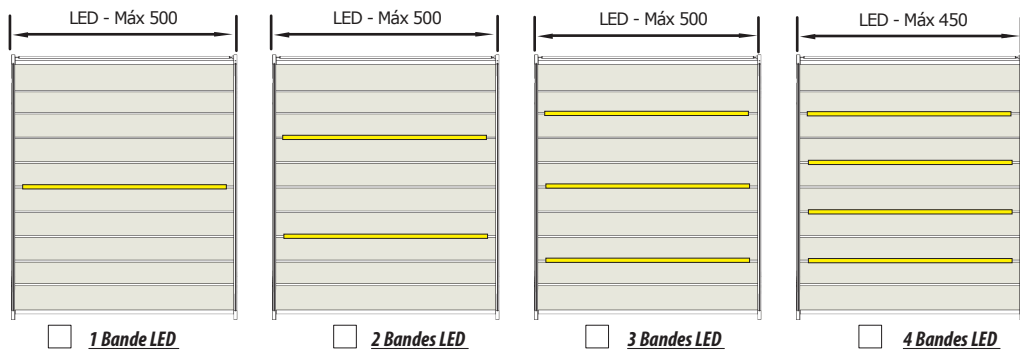 LED - Máx 500
LED - Máx 500
LED - Máx 500
LED - Máx 450
1 Bande LED
2 Bandes LED
3 Bandes LED
4 Bandes LED